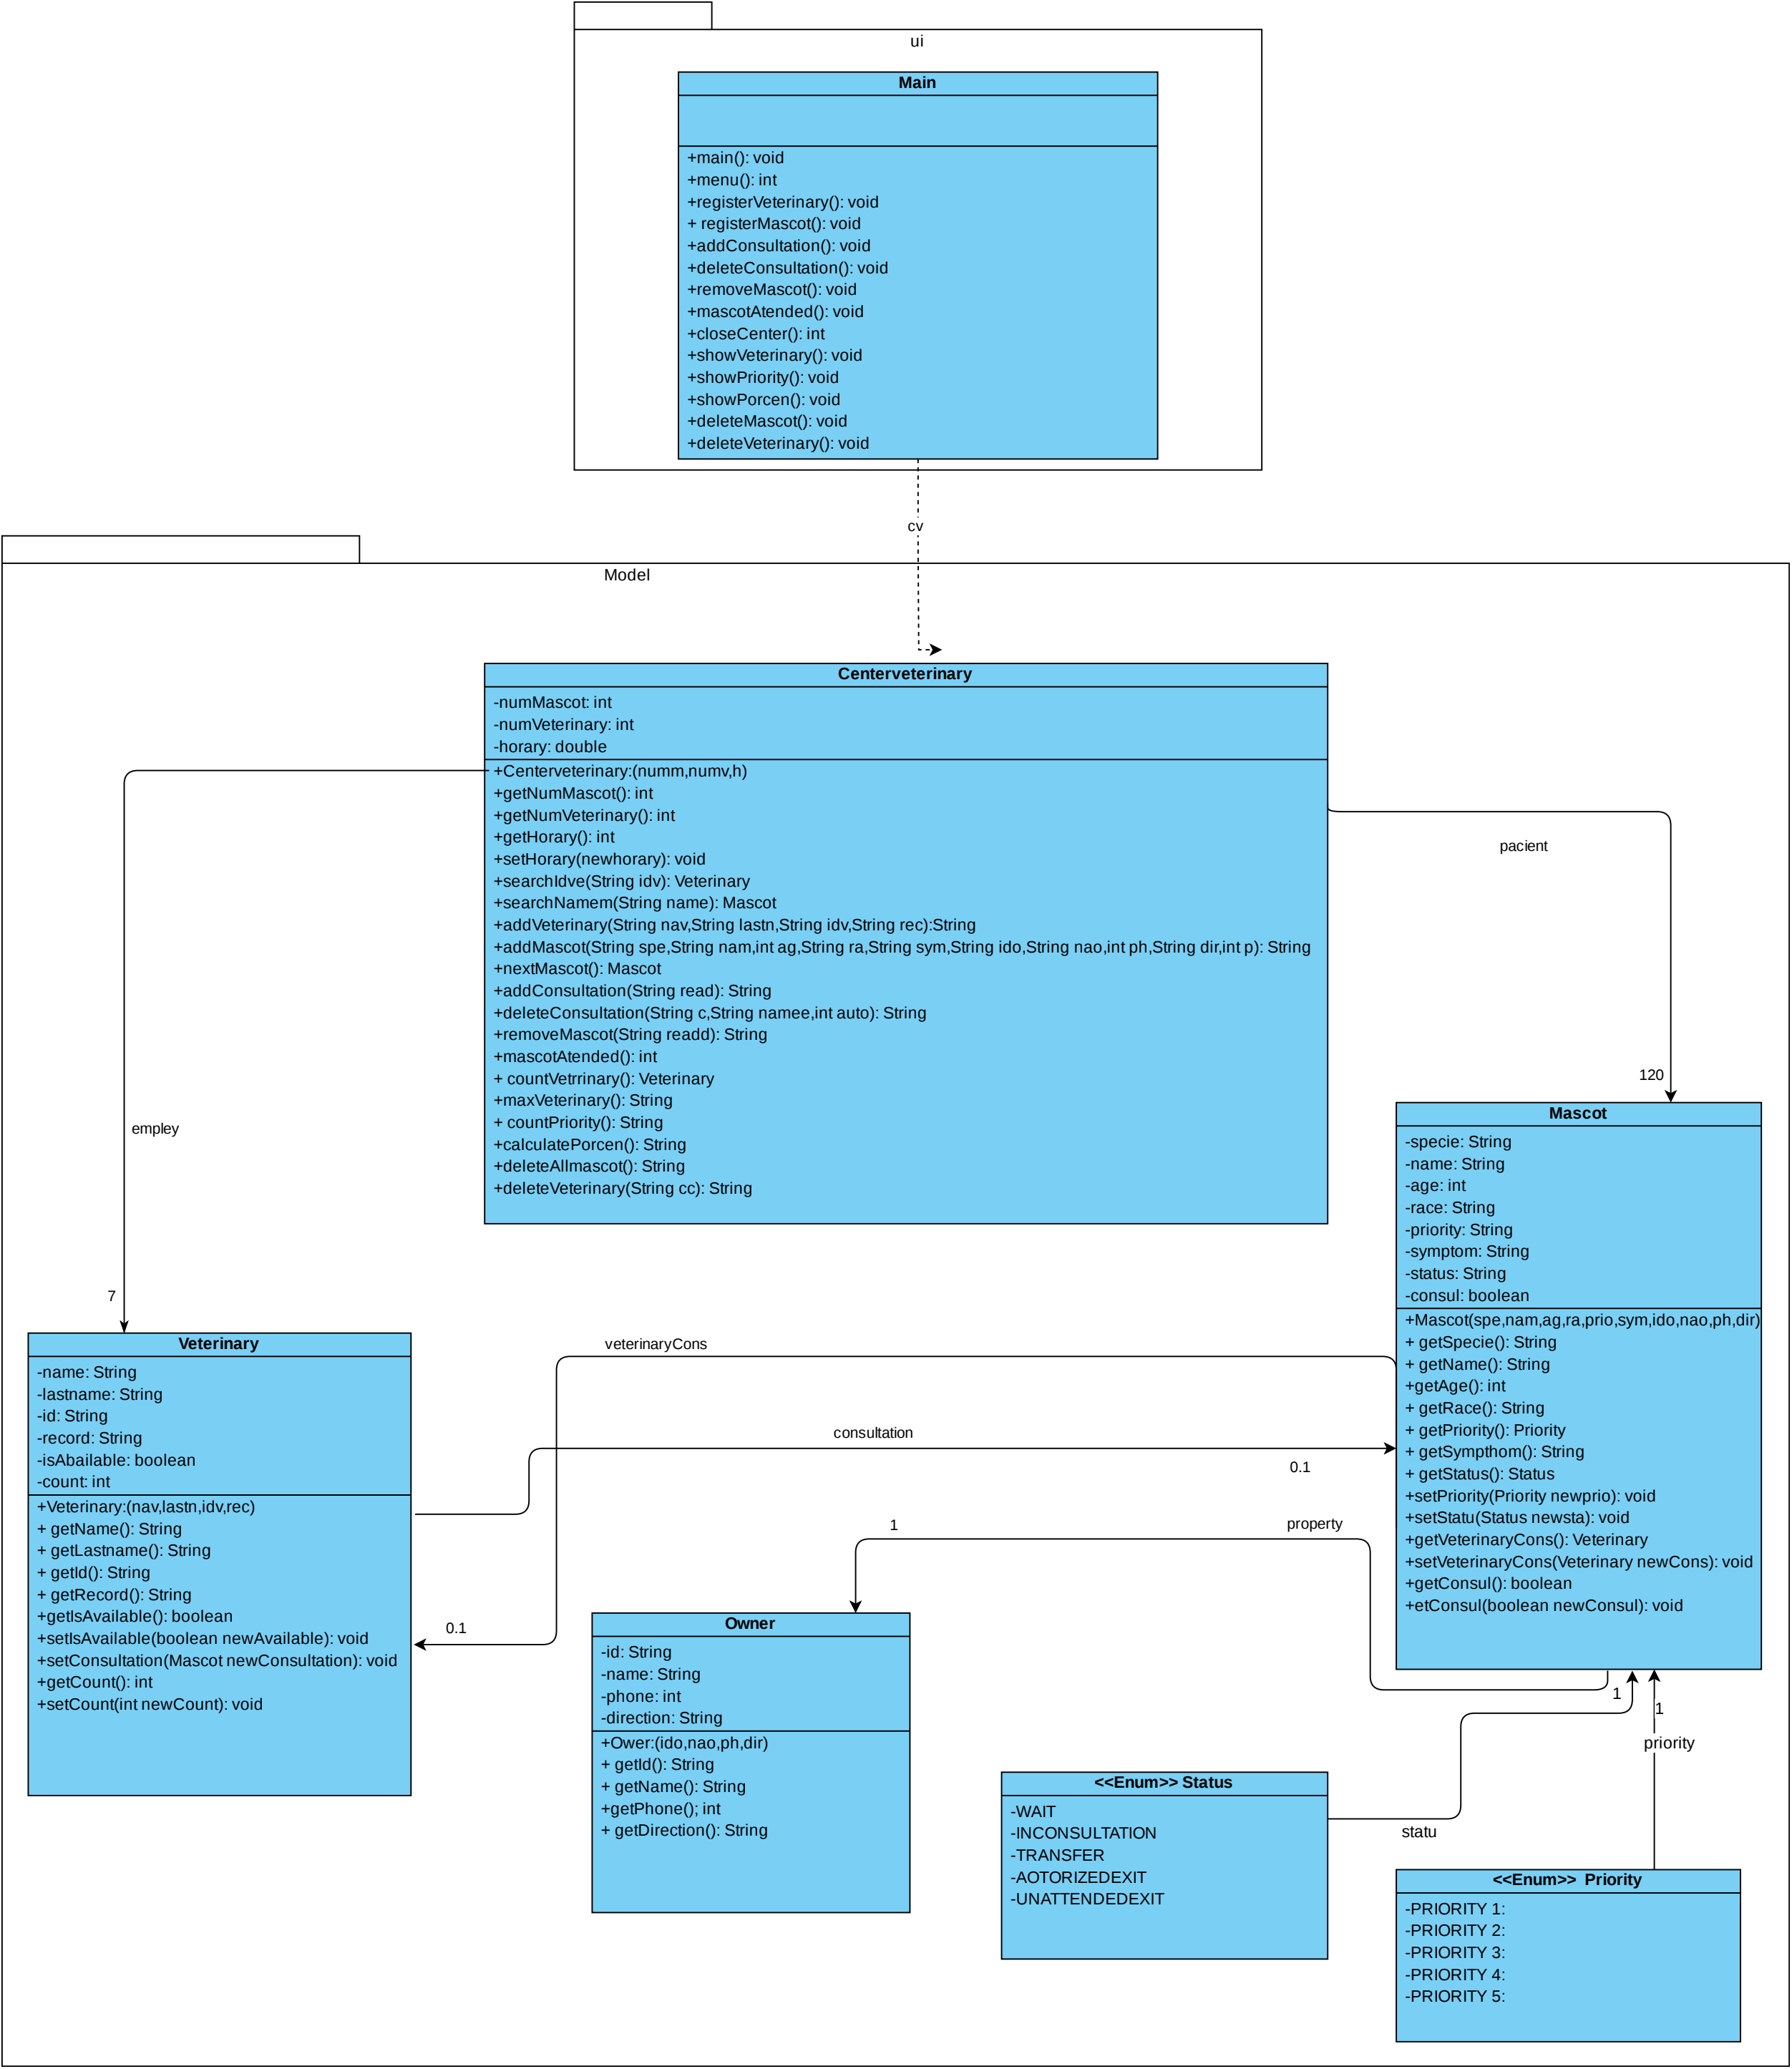 ui
Main
+main(): void
+menu(): int
+registerVeterinary(): void
+ registerMascot(): void
+addConsultation(): void
+deleteConsultation(): void
+removeMascot(): void
+mascotAtended(): void
+closeCenter(): int
+showVeterinary(): void
+showPriority(): void
+showPorcen(): void
+deleteMascot(): void
+deleteVeterinary(): void
cv
Model
Centerveterinary
-numMascot: int
-numVeterinary: int
-horary: double
+Centerveterinary:(numm,numv,h)
+getNumMascot(): int
+getNumVeterinary(): int
+getHorary(): int
+setHorary(newhorary): void
+searchIdve(String idv): Veterinary
+searchNamem(String name): Mascot
+addVeterinary(String nav,String lastn,String idv,String rec):String
+addMascot(String spe,String nam,int ag,String ra,String sym,String ido,String nao,int ph,String dir,int p): String
+nextMascot(): Mascot
+addConsultation(String read): String
+deleteConsultation(String c,String namee,int auto): String
+removeMascot(String readd): String
+mascotAtended(): int
+ countVetrrinary(): Veterinary
+maxVeterinary(): String
+ countPriority(): String
+calculatePorcen(): String
+deleteAllmascot(): String
+deleteVeterinary(String cc): String
pacient
120
empley
7
Mascot
-specie: String
-name: String
-age: int
-race: String
-priority: String
-symptom: String
-status: String
-consul: boolean
+Mascot(spe,nam,ag,ra,prio,sym,ido,nao,ph,dir)
+ getSpecie(): String
+ getName(): String
+getAge(): int
+ getRace(): String
+ getPriority(): Priority
+ getSympthom(): String
+ getStatus(): Status
+setPriority(Priority newprio): void
+setStatu(Status newsta): void
+getVeterinaryCons(): Veterinary
+setVeterinaryCons(Veterinary newCons): void
+getConsul(): boolean
+etConsul(boolean newConsul): void
Veterinary
-name: String
-lastname: String
-id: String
-record: String
-isAbailable: boolean
-count: int
+Veterinary:(nav,lastn,idv,rec)
+ getName(): String
+ getLastname(): String
+ getId(): String
+ getRecord(): String
+getIsAvailable(): boolean
+setIsAvailable(boolean newAvailable): void
+setConsultation(Mascot newConsultation): void
+getCount(): int
+setCount(int newCount): void
veterinaryCons
consultation
0.1
1
property
0.1
Owner
-id: String
-name: String
-phone: int
-direction: String
+Ower:(ido,nao,ph,dir)
+ getId(): String
+ getName(): String
+getPhone(); int
+ getDirection(): String
1
1
priority
<<Enum>> Status
-WAIT
-INCONSULTATION
-TRANSFER
-AOTORIZEDEXIT
-UNATTENDEDEXIT
statu
<<Enum>>  Priority
-PRIORITY 1:
-PRIORITY 2:
-PRIORITY 3:
-PRIORITY 4:
-PRIORITY 5: